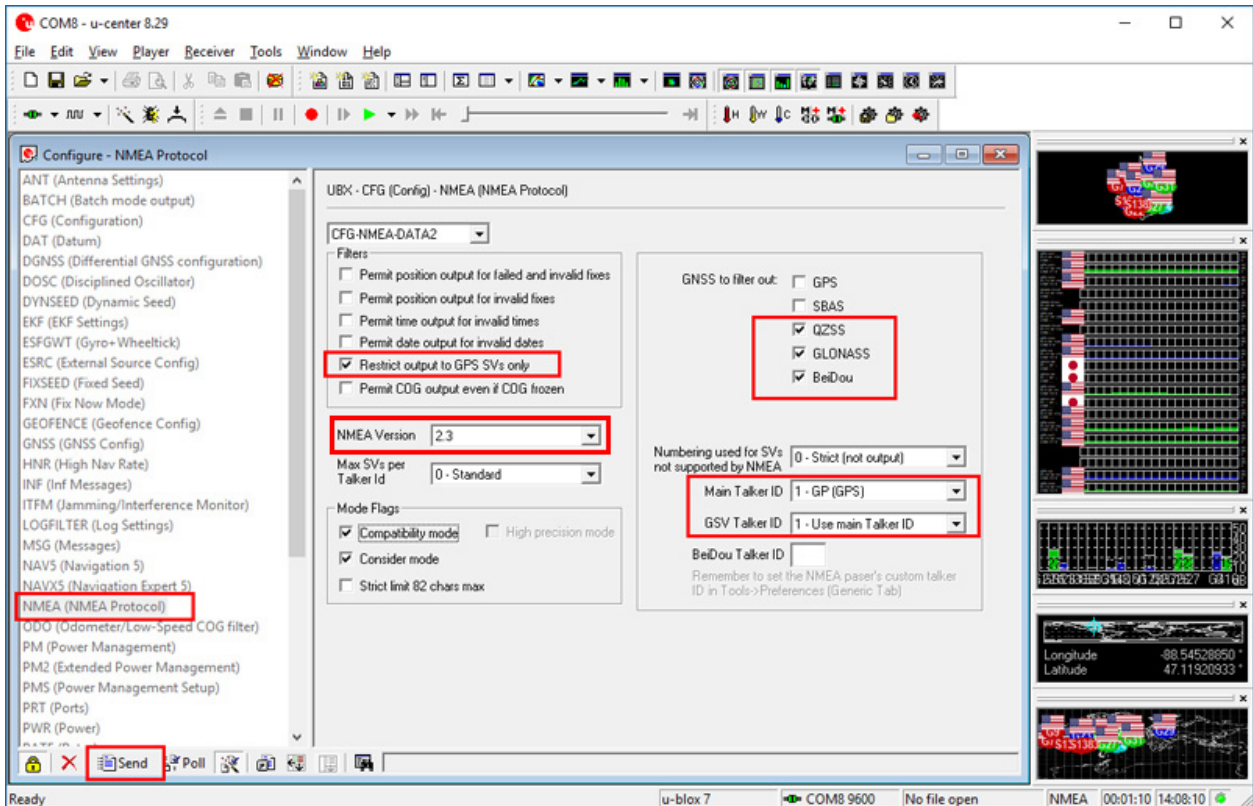 COM8 - u-center 8.29
File Edit View Player Receiver Tools Window Help
Configure - NMEA Protocol
ANT (Antenna Settings)
BATCH (Batch mode output)
CFG (Configuration)
DAT (Datum)
DGNSS (Differential GNSS configuration)
DOSC (Disciplined Oscillator)
DYNSEED (Dynamic Seed)
EKF (EKF Settings)
ESFGWT (Gyro+Wheeltick)
ESRC (External Source Config)
FIXSEED (Fixed Seed)
FXN (Fix Now Mode)
GEOFENCE (Geofence Config)
GNSS (GNSS Config)
HNR (High Nav Rate)
INF (Inf Messages)
ITFM (Jamming/Interference Monitor)
LOGFILTER (Log Settings)
MSG (Messages)
NAV5 (Navigation 5)
NAVX5 (Navigation Expert 5)
NMEA (NMEA Protocol)
ODO (Odometer/Low-Speed COG filter)
PM (Power Management)
PM2 (Extended Power Management)
PMS (Power Management Setup)
PRT (Ports)
PWR (Power)
UBX - CFG (Config) - NMEA (NMEA Protocol)
CFG-NMEA-DATA2
Filters
Permit position output for failed and invalid fixes
Permit position output for invalid fixes
Permit time output for invalid times
Permit date output for invalid dates
Restrict output to GPS SVs only
Permit COG output even if COG frozen
NMEA Version 2.3
Max SVs per
Talker Id
0 - Standard
Mode Flags
Compatibility mode High precision mode
Consider mode
Strict limit 82 chars max
GNSS to filter out: GPS
SBAS
QZSS
GLONASS
BeiDou
Numbering used for SVs
not supported by NMEA
0 - Strict (not output)
Main Talker ID 1 - GP (GPS)
GSV Talker ID 1 - Use main Talker ID
BeiDou Talker ID
Remember to set the NMEA paser's custom talker
ID in Tools->Preferences (Generic Tab)
Longitude -88.54528850 °
Latitude 47.11920933 °
Send Poll
Ready u-blox 7 COM8 9600 No file open NMEA 00:01:10 14:08:10